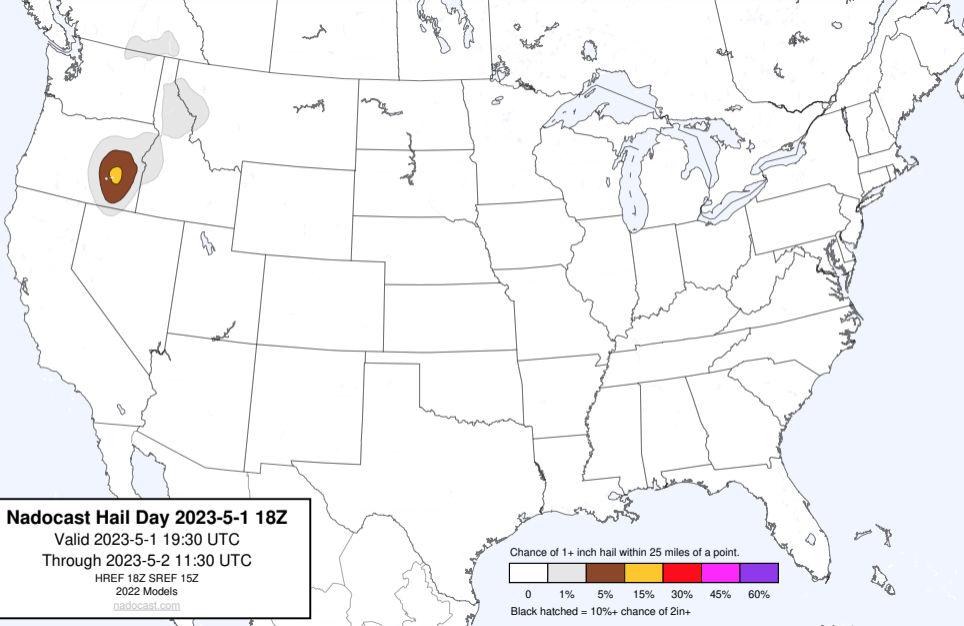 Nadocast Hail Day 2023-5-1 18Z
Valid 2023-5-1 19:30 UTC
Through 2023-5-2 11:30 UTC
HREF 18Z SREF 15Z
2022 Models
nadocast.com
Chance of 1+ inch hail within 25 miles of a point.
0 1% 5% 15% 30% 45% 60%
Black hatched = 10%+ chance of 2in+